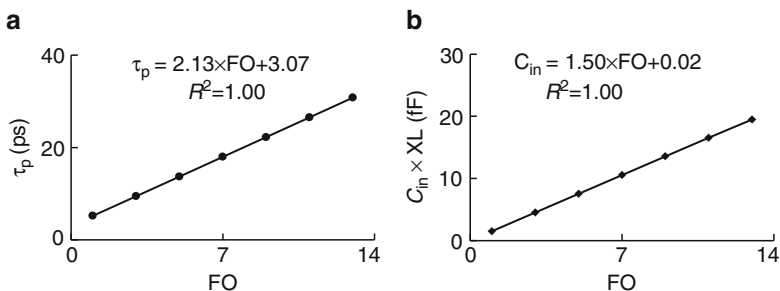 a
τp = 2.13×FO+3.07
R²=1.00
τp (ps)
40
20
0
0
7
14
FO
b
Cin = 1.50×FO+0.02
R²=1.00
Cin × XL (fF)
30
20
10
0
0
7
14
FO